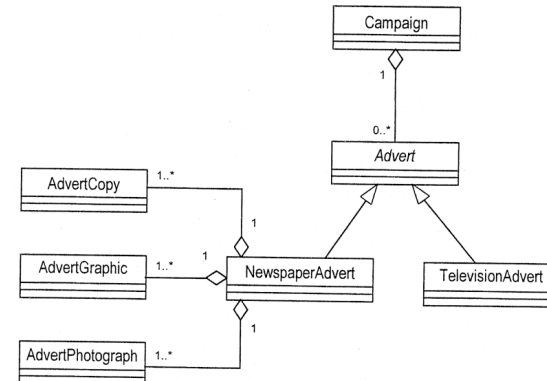 Campaign
1
0..*
Advert
AdvertCopy
1..*
1
AdvertGraphic
1..*
1
NewspaperAdvert
TelevisionAdvert
1
AdvertPhotograph
1..*